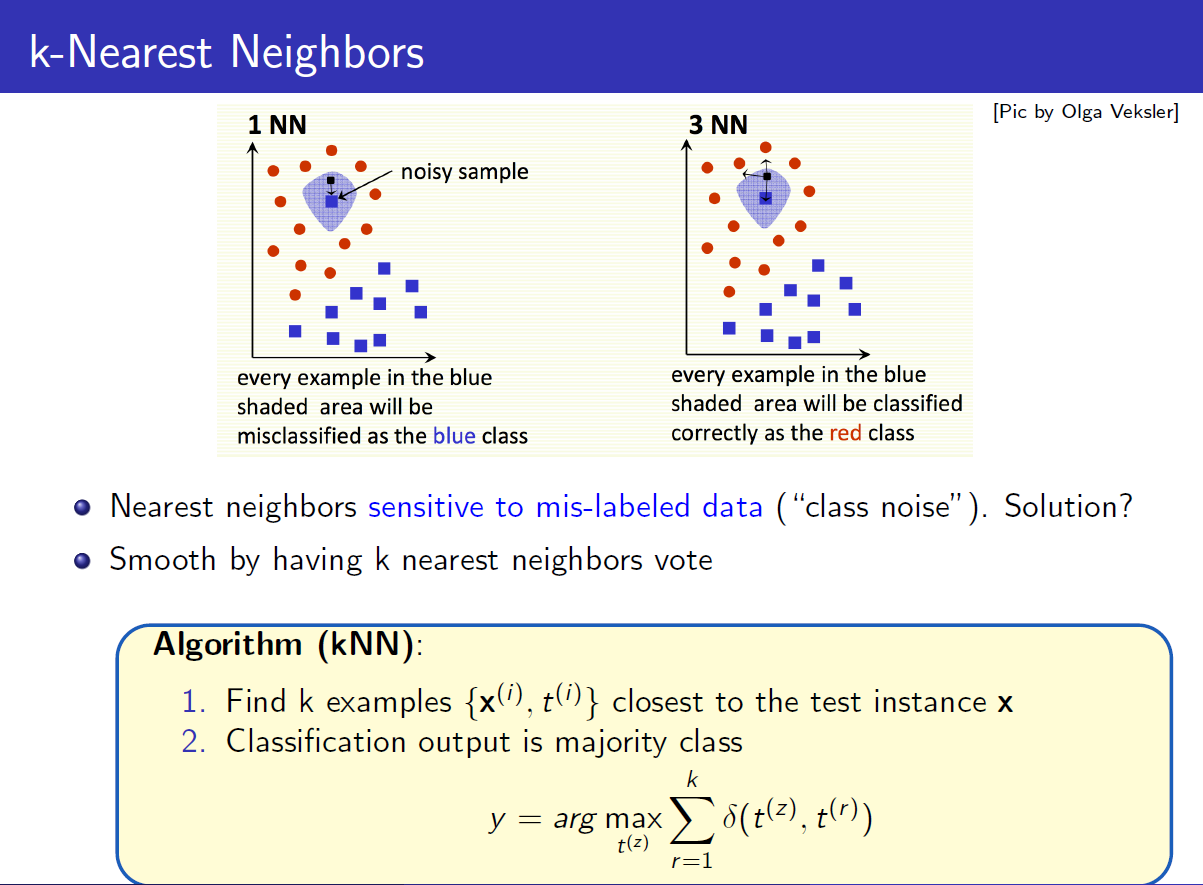 k-Nearest Neighbors
[Pic by Olga Veksler]
1 NN
noisy sample
every example in the blue
shaded area will be
misclassified as the blue class
3 NN
every example in the blue
shaded area will be classified
correctly as the red class
Nearest neighbors sensitive to mis-labeled data (“class noise”). Solution?
Smooth by having k nearest neighbors vote
Algorithm (kNN):
1. Find k examples {x^(i), t^(i)} closest to the test instance x
2. Classification output is majority class
y = arg max_{t^(z)} ∑_{r=1}^{k} δ(t^(z), t^(r))